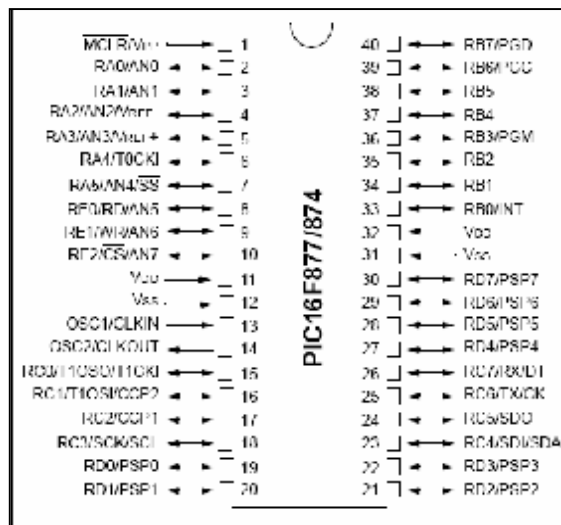 MCLR/VPP 1 40 RB7/PGD
RA0/AN0 2 39 RB6/PGC
RA1/AN1 3 38 RB5
RA2/AN2/VREF- 4 37 RB4
RA3/AN3/VREF+ 5 36 RB3/PGM
RA4/T0CKI 6 35 RB2
RA5/AN4/SS 7 34 RB1
RE0/RD/AN5 8 33 RB0/INT
RE1/WR/AN6 9 32 VDD
RE2/CS/AN7 10 31 VSS
VDD 11 30 RD7/PSP7
VSS 12 29 RD6/PSP6
OSC1/CLKIN 13 28 RD5/PSP5
OSC2/CLKOUT 14 27 RD4/PSP4
RC0/T1OSO/T1CKI 15 26 RC7/RX/DT
RC1/T1OSI/CCP2 16 25 RC6/TX/CK
RC2/CCP1 17 24 RC5/SDO
RC3/SCK/SCL 18 23 RC4/SDI/SDA
RD0/PSP0 19 22 RD3/PSP3
RD1/PSP1 20 21 RD2/PSP2
PIC16F877/874